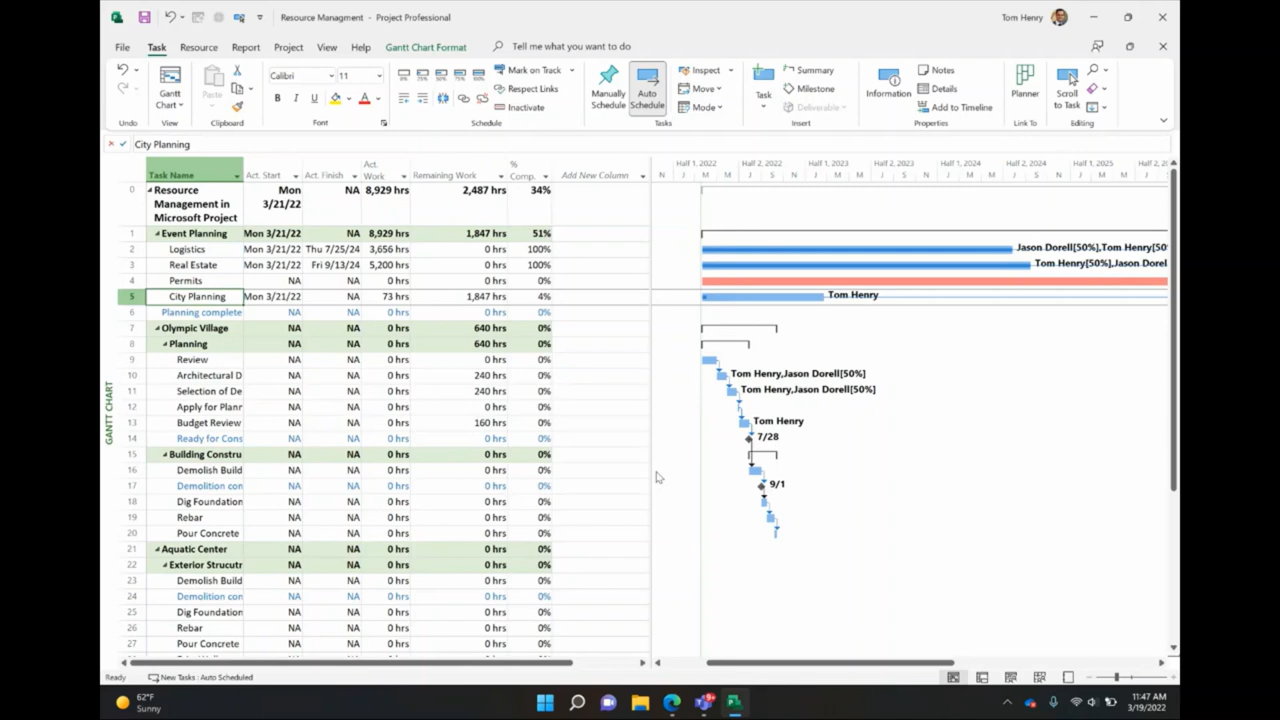 Resource Managment - Project Professional
Tom Henry
File Task Resource Report Project View Help Gantt Chart Format Tell me what you want to do
Gantt Chart
Paste
Calibri 11
B I U
Mark on Track
Respect Links
Inactivate
Manually Schedule
Auto Schedule
Inspect
Move
Mode
Task
Summary
Milestone
Deliverable
Information
Notes
Details
Add to Timeline
Planner
Scroll to Task
Undo View Clipboard Font Schedule Tasks Insert Properties Link To Editing
City Planning
Task Name Act. Start Act. Finish Act. Work Remaining Work % Comp. Add New Column
Half 1, 2022 Half 2, 2022 Half 1, 2023 Half 2, 2023 Half 1, 2024 Half 2, 2024 Half 1, 2025 Half 2, 20
N J M M J S N J M M J S N J M M J S N J M M J S
0 Resource Management in Microsoft Project Mon 3/21/22 NA 8,929 hrs 2,487 hrs 34%
1 Event Planning Mon 3/21/22 NA 8,929 hrs 1,847 hrs 51%
2 Logistics Mon 3/21/22 Thu 7/25/24 3,656 hrs 0 hrs 100% Jason Dorell[50%],Tom Henry[50
3 Real Estate Mon 3/21/22 Fri 9/13/24 5,200 hrs 0 hrs 100% Tom Henry[50%],Jason Dorel
4 Permits NA NA 0 hrs 0 hrs 0%
5 City Planning Mon 3/21/22 NA 73 hrs 1,847 hrs 4% Tom Henry
6 Planning complete NA NA 0 hrs 0 hrs 0%
7 Olympic Village NA NA 0 hrs 640 hrs 0%
8 Planning NA NA 0 hrs 640 hrs 0%
9 Review NA NA 0 hrs 0 hrs 0%
10 Architectural D NA NA 0 hrs 240 hrs 0% Tom Henry,Jason Dorell[50%]
11 Selection of De NA NA 0 hrs 240 hrs 0% Tom Henry,Jason Dorell[50%]
12 Apply for Planr NA NA 0 hrs 0 hrs 0%
13 Budget Review NA NA 0 hrs 160 hrs 0% Tom Henry
14 Ready for Cons NA NA 0 hrs 0 hrs 0% 7/28
15 Building Constru NA NA 0 hrs 0 hrs 0%
16 Demolish Build NA NA 0 hrs 0 hrs 0%
17 Demolition con NA NA 0 hrs 0 hrs 0% 9/1
18 Dig Foundation NA NA 0 hrs 0 hrs 0%
19 Rebar NA NA 0 hrs 0 hrs 0%
20 Pour Concrete NA NA 0 hrs 0 hrs 0%
21 Aquatic Center NA NA 0 hrs 0 hrs 0%
22 Exterior Strucutr NA NA 0 hrs 0 hrs 0%
23 Demolish Build NA NA 0 hrs 0 hrs 0%
24 Demolition con NA NA 0 hrs 0 hrs 0%
25 Dig Foundation NA NA 0 hrs 0 hrs 0%
26 Rebar NA NA 0 hrs 0 hrs 0%
27 Pour Concrete NA NA 0 hrs 0 hrs 0%
GANTT CHART
Ready New Tasks : Auto Scheduled
62°F
Sunny
11:47 AM
3/19/2022